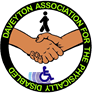 DAVEYTON ASSOCIATION FOR THE PHYSICALLY DISABLED